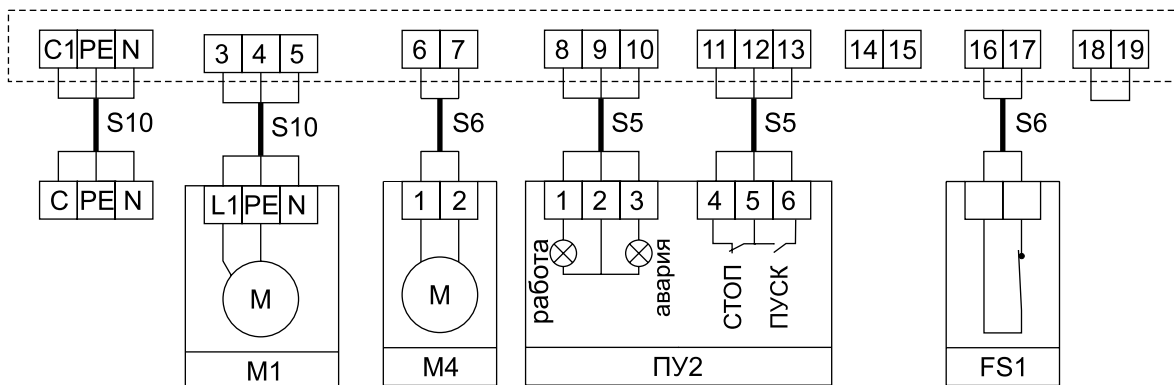 C1 PE N 3 4 5 6 7 8 9 10 11 12 13 14 15 16 17 18 19
S10 S10 S6 S5 S5 S6
C PE N L1 PE N 1 2 1 2 3 4 5 6
работа авария СТОП ПУСК
M M
M1 M4 ПУ2 FS1